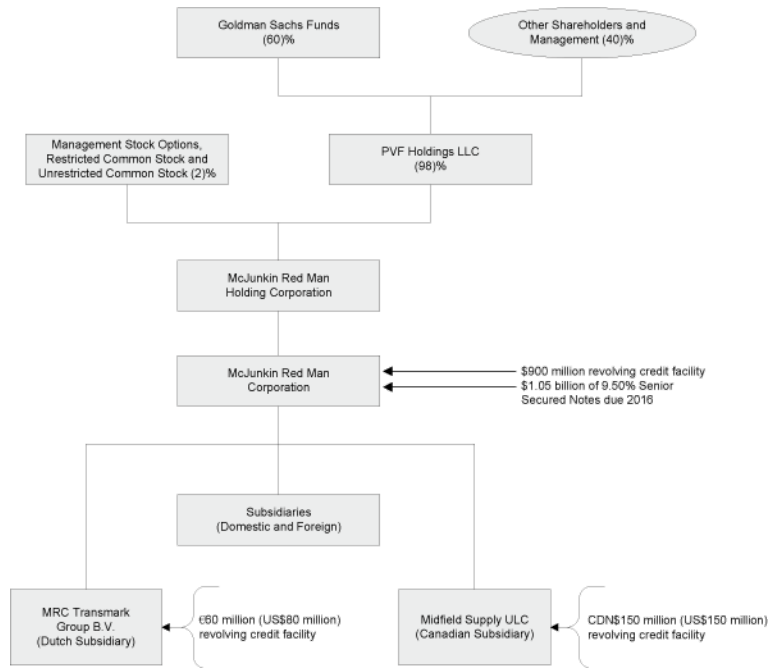 Goldman Sachs Funds
(60)%
Other Shareholders and
Management (40)%
Management Stock Options,
Restricted Common Stock and
Unrestricted Common Stock (2)%
PVF Holdings LLC
(98)%
McJunkin Red Man
Holding Corporation
McJunkin Red Man
Corporation
$900 million revolving credit facility
$1.05 billion of 9.50% Senior
Secured Notes due 2016
Subsidiaries
(Domestic and Foreign)
MRC Transmark
Group B.V.
(Dutch Subsidiary)
€60 million (US$80 million)
revolving credit facility
Midfield Supply ULC
(Canadian Subsidiary)
CDN$150 million (US$150 million)
revolving credit facility